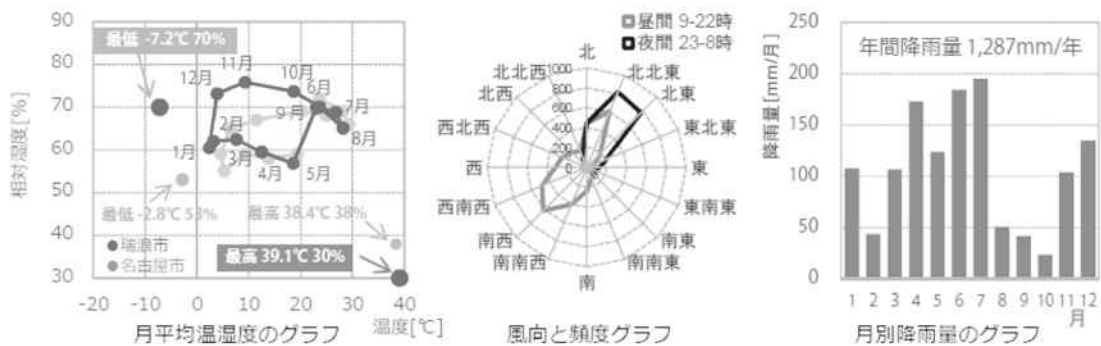 90
80
70
60
50
40
30
相対湿度[%]
最低 -7.2℃ 70%
12月
11月
10月
6月
9月
7月
8月
1月
2月
3月
4月
5月
最低 -2.8℃ 53%
最高 38.4℃ 38%
最高 39.1℃ 30%
瑞浪市
名古屋市
-20
0
10
20
30
40
温度[℃]
月平均温湿度のグラフ
昼間 9-22時
夜間 23-8時
北
北北東
北東
東北東
東
東南東
南東
南南東
南
南南西
南西
西南西
西
西北西
北西
北北西
1000
800
600
400
200
0
風向と頻度グラフ
250
200
150
100
50
0
降雨量[mm/月]
年間降雨量 1,287mm/年
1 2 3 4 5 6 7 8 9 10 11 12
月
月別降雨量のグラフ